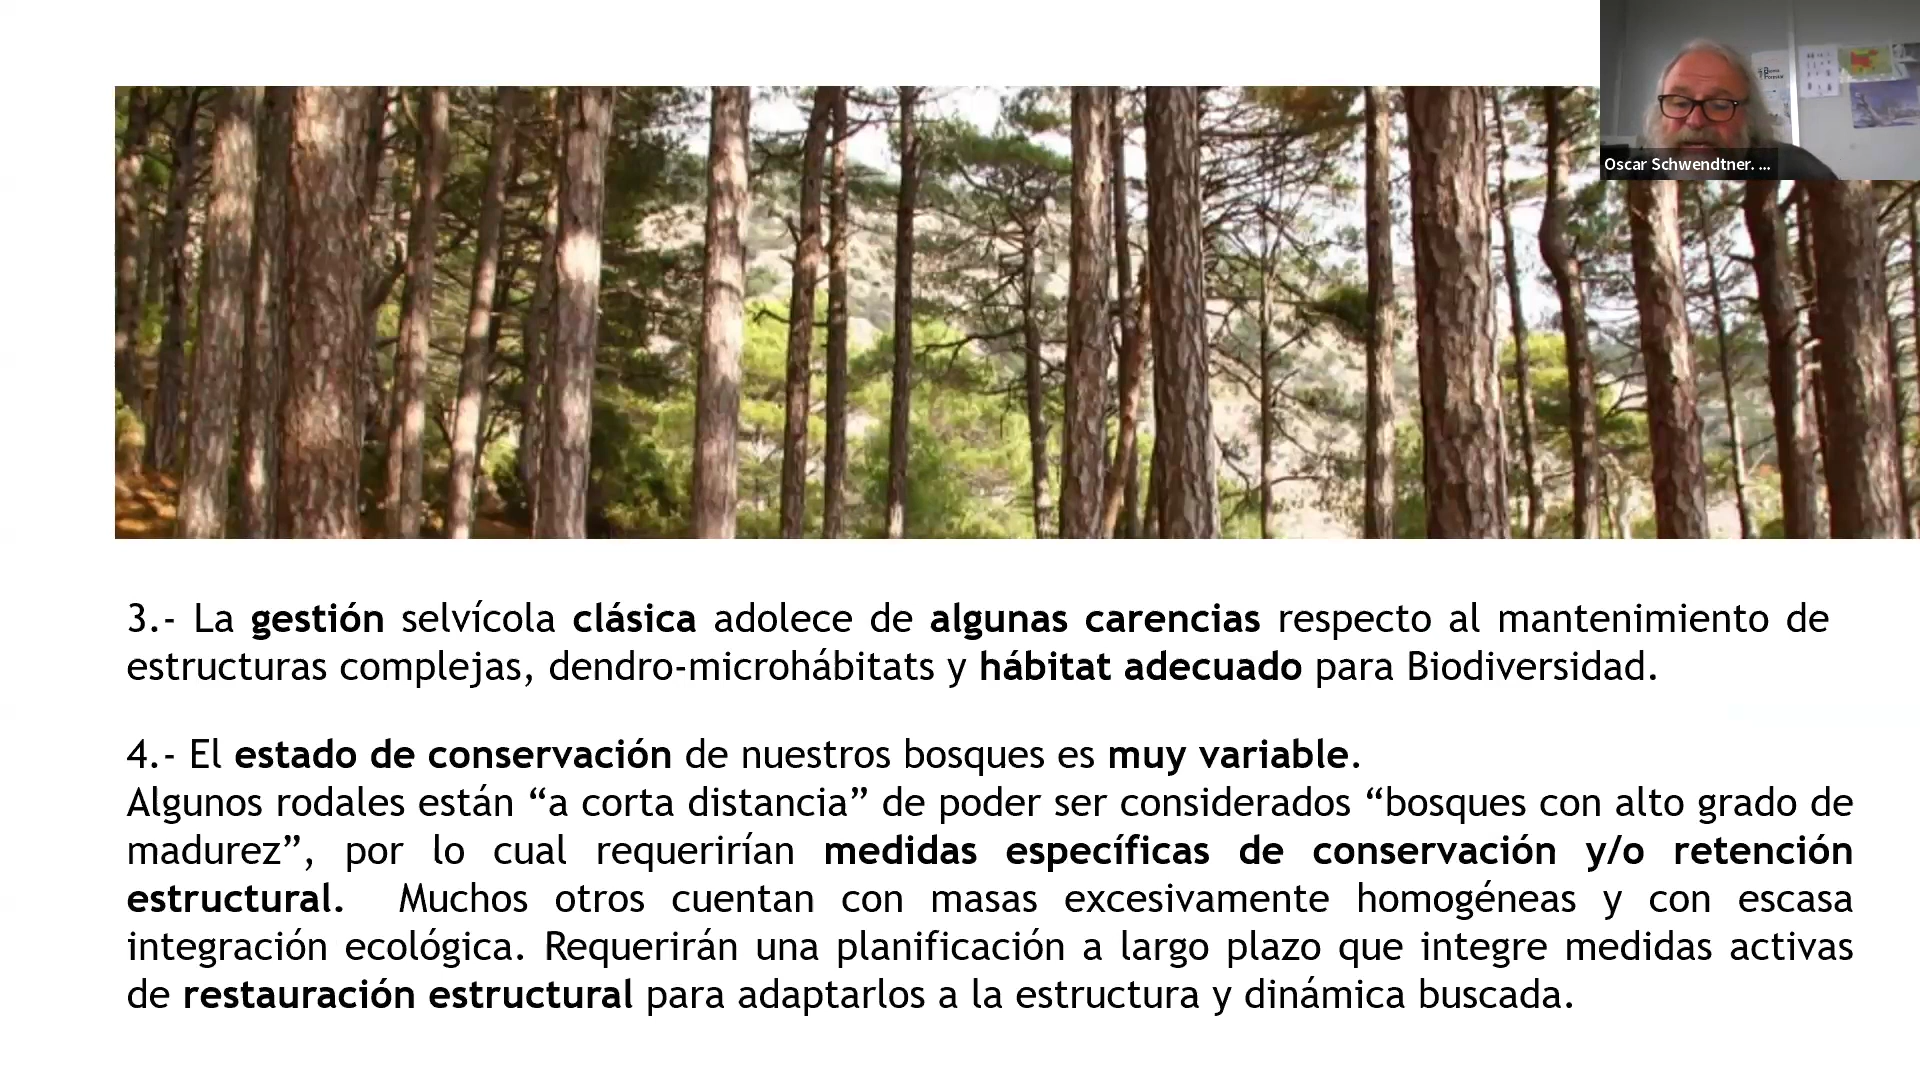 Oscar Schwendtner. ...
3.- La gestión selvícola clásica adolece de algunas carencias respecto al mantenimiento de
estructuras complejas, dendro-microhábitats y hábitat adecuado para Biodiversidad.
4.- El estado de conservación de nuestros bosques es muy variable.
Algunos rodales están “a corta distancia” de poder ser considerados “bosques con alto grado de
madurez”, por lo cual requerirían medidas específicas de conservación y/o retención
estructural. Muchos otros cuentan con masas excesivamente homogéneas y con escasa
integración ecológica. Requerirán una planificación a largo plazo que integre medidas activas
de restauración estructural para adaptarlos a la estructura y dinámica buscada.